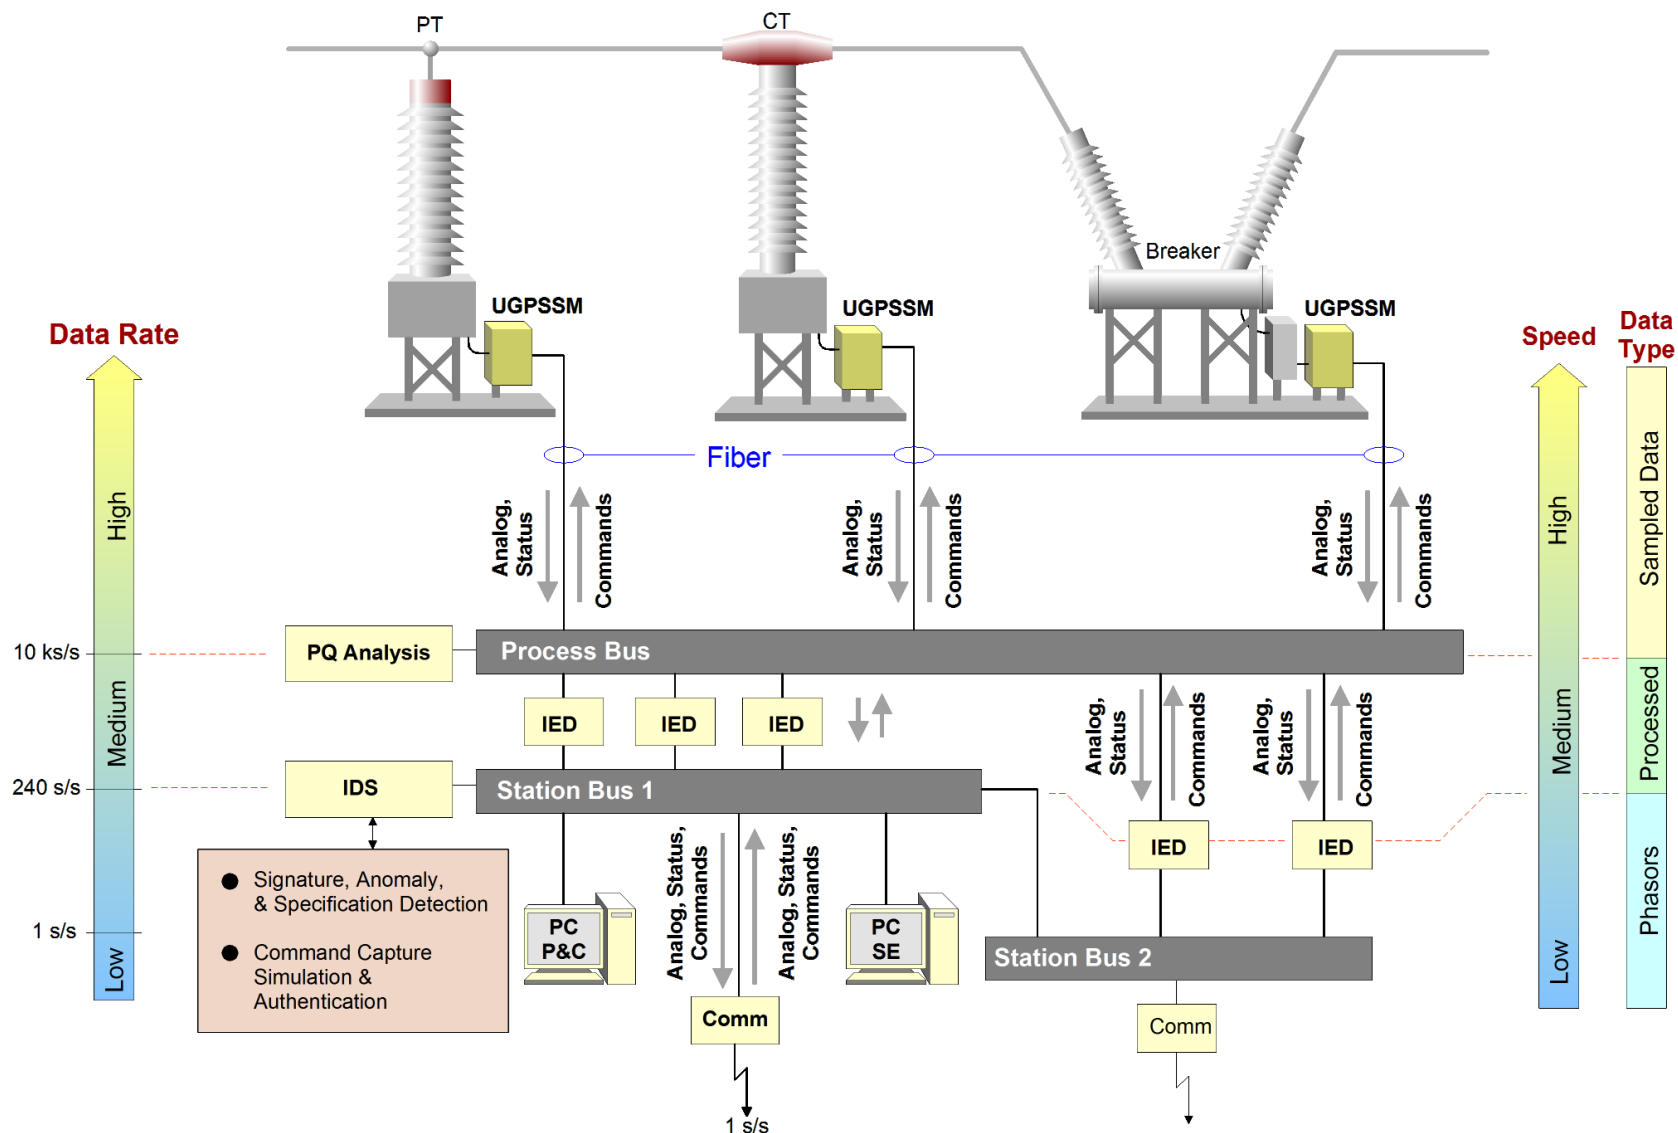 PT
CT
Breaker
UGPSSM
UGPSSM
UGPSSM
Data Rate
Speed
Data
Type
Fiber
High
Analog,
Status
Commands
Analog,
Status
Commands
Analog,
Status
Commands
High
Sampled Data
10 ks/s
PQ Analysis
Process Bus
Medium
IED
IED
IED
Analog,
Status
Commands
Analog,
Status
Commands
Medium
Processed
240 s/s
IDS
Station Bus 1
IED
IED
Signature, Anomaly,
& Specification Detection
Command Capture
Simulation &
Authentication
1 s/s
Low
PC
P&C
Analog, Status,
Commands
Analog, Status,
Commands
PC
SE
Station Bus 2
Low
Phasors
Comm
Comm
1 s/s